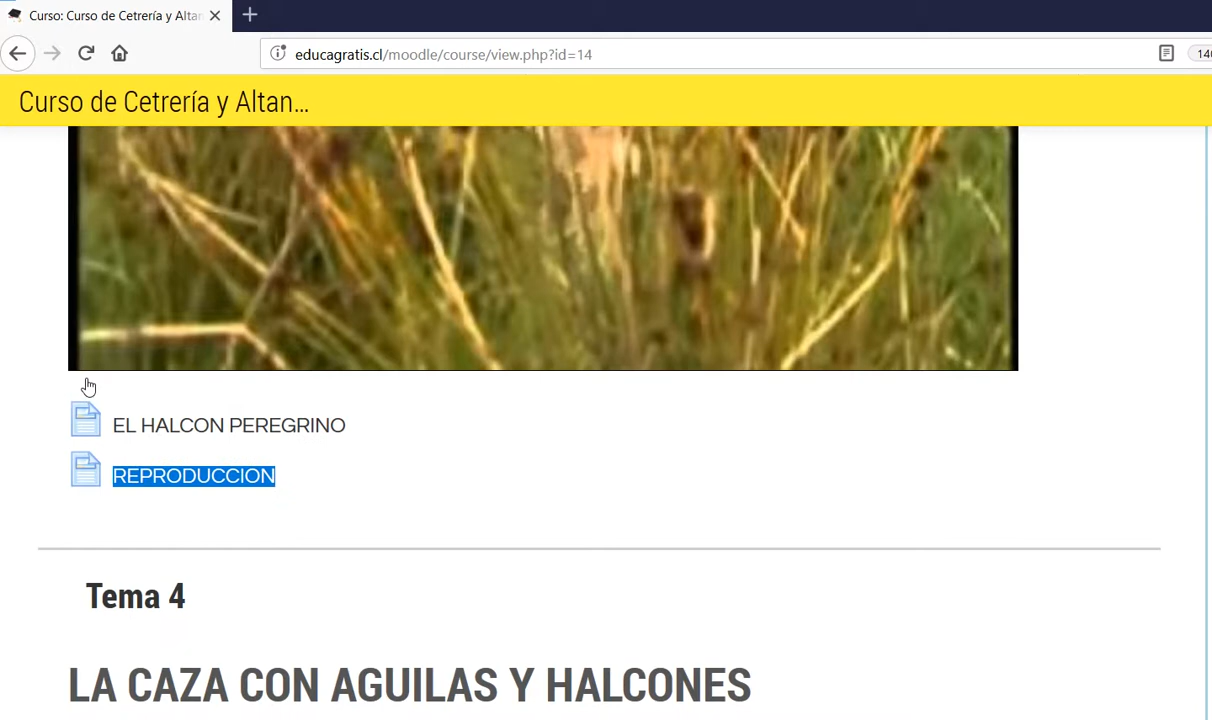 Curso: Curso de Cetrería y Altan
educagratis.cl/moodle/course/view.php?id=14
140
Curso de Cetrería y Altan...
EL HALCON PEREGRINO
REPRODUCCION
Tema 4
LA CAZA CON AGUILAS Y HALCONES